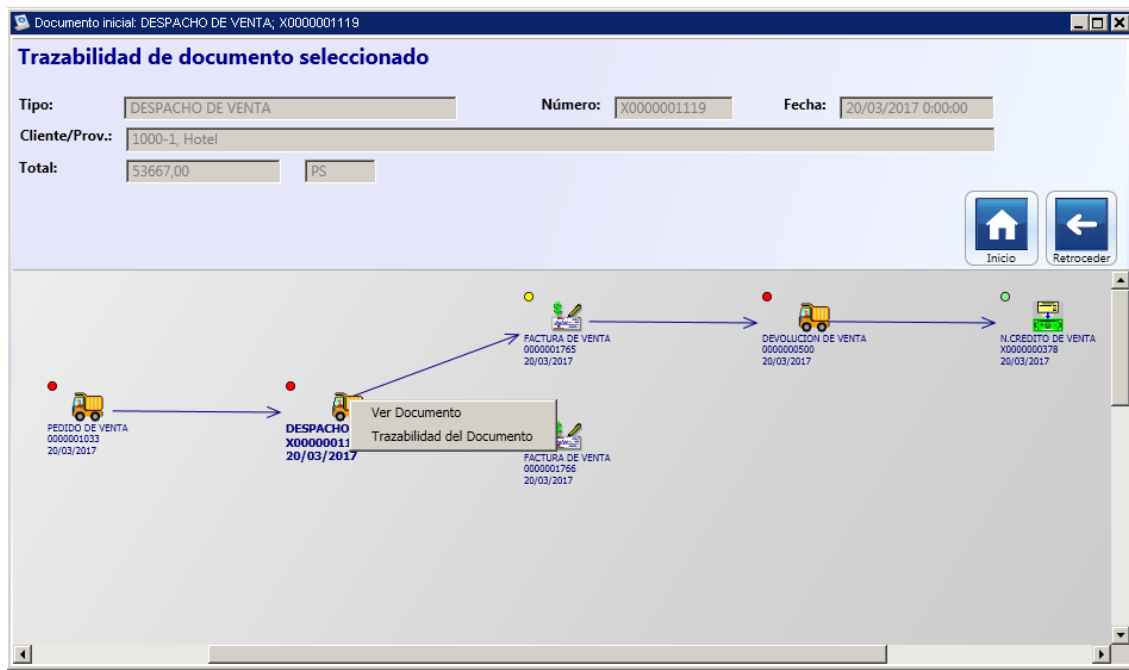 Documento inicial: DESPACHO DE VENTA; X0000001119
Trazabilidad de documento seleccionado
Tipo: DESPACHO DE VENTA Número: X0000001119 Fecha: 20/03/2017 0:00:00
Cliente/Prov.: 1000-1, Hotel
Total: 53667,00 PS
Inicio Retroceder
FACTURA DE VENTA
0000001765
20/03/2017
DEVOLUCION DE VENTA
0000000500
20/03/2017
N.CREDITO DE VENTA
X0000000378
20/03/2017
PEDIDO DE VENTA
0000001033
20/03/2017
DESPACHO
X00000011
20/03/2017
Ver Documento
Trazabilidad del Documento
FACTURA DE VENTA
0000001766
20/03/2017